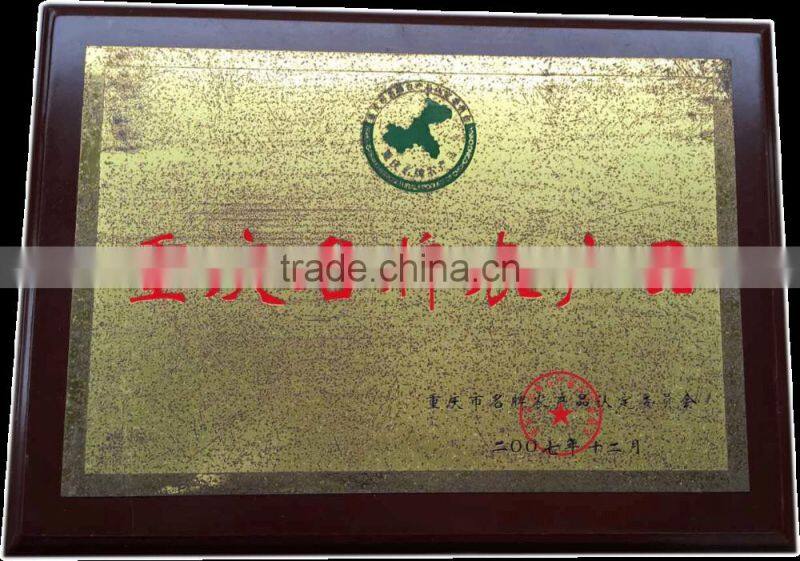 重庆名牌农产品
trade.china.cn
重庆市名牌农产品认定委员会
二〇〇七年十二月